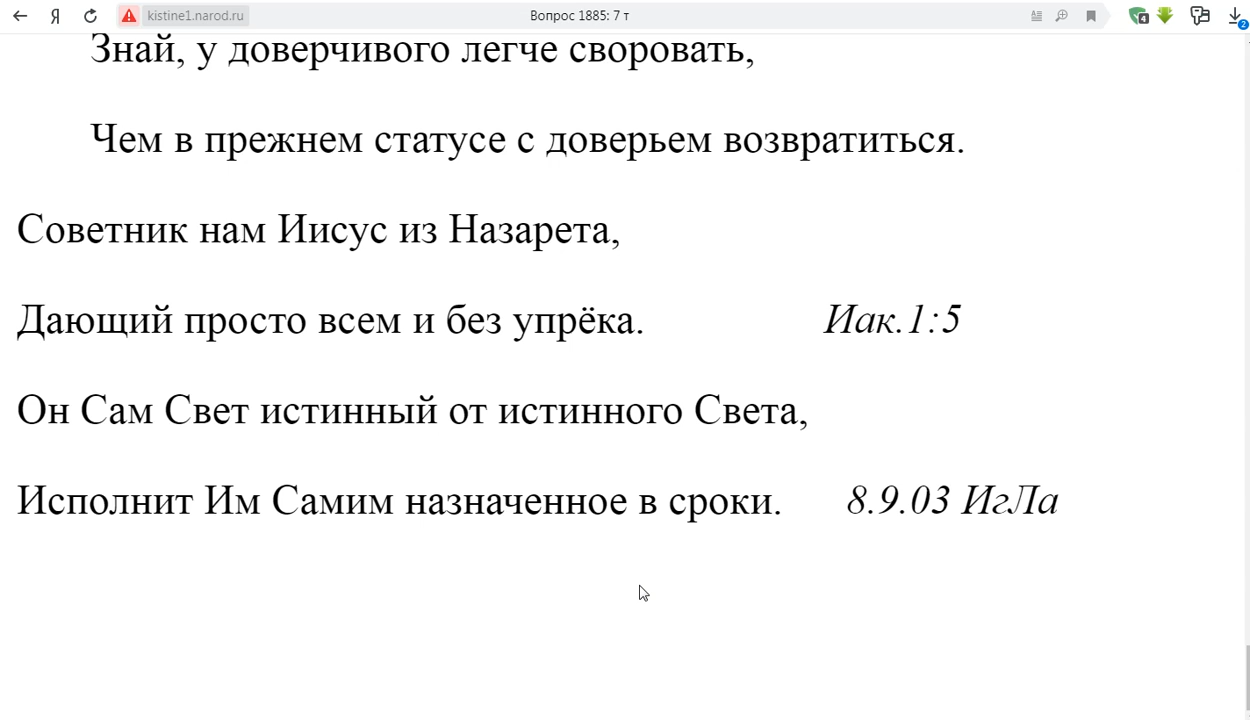 kistine1.narod.ru
Вопрос 1885: 7 т
4
2
Знай, у доверчивого легче своровать,
Чем в прежнем статусе с доверьем возвратиться.
Советник нам Иисус из Назарета,
Дающий просто всем и без упрёка. Иак.1:5
Он Сам Свет истинный от истинного Света,
Исполнит Им Самим назначенное в сроки. 8.9.03 ИгЛа